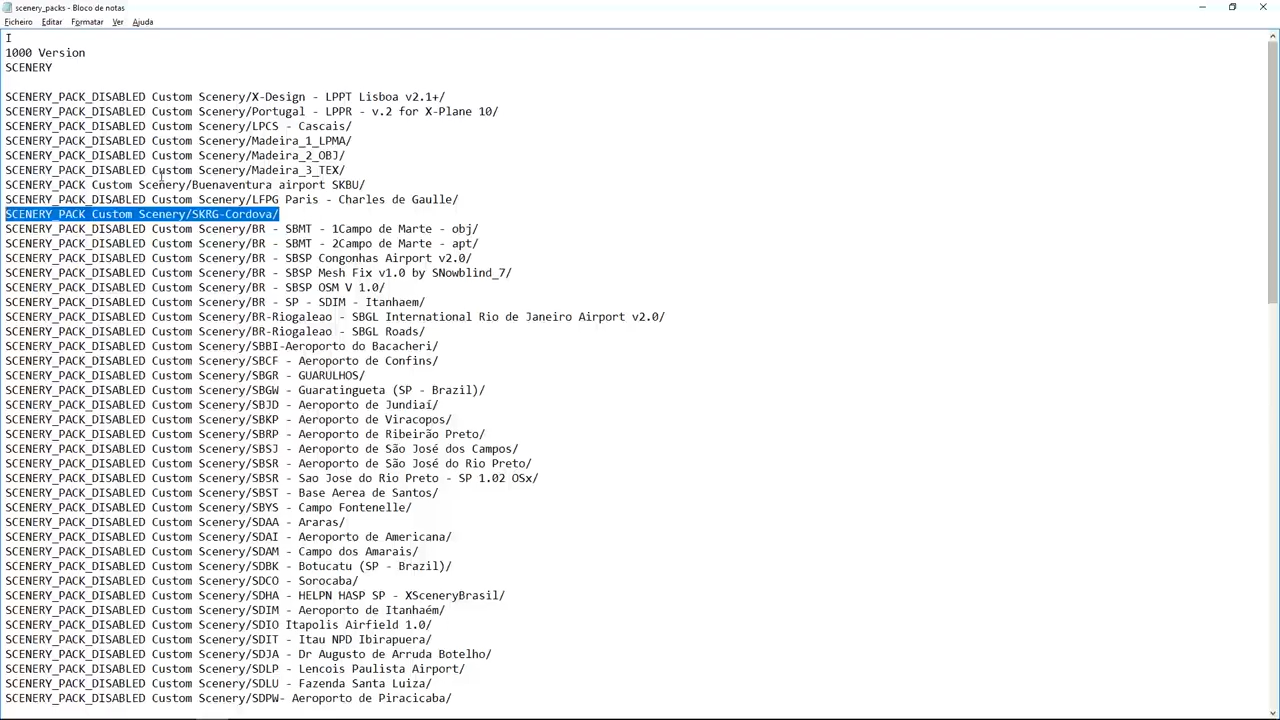 scenery_packs - Bloco de notas
Ficheiro Editar Formatar Ver Ajuda
I
1000 Version
SCENERY
SCENERY_PACK_DISABLED Custom Scenery/X-Design - LPPT Lisboa v2.1+/
SCENERY_PACK_DISABLED Custom Scenery/Portugal - LPPR - v.2 for X-Plane 10/
SCENERY_PACK_DISABLED Custom Scenery/LPCS - Cascais/
SCENERY_PACK_DISABLED Custom Scenery/Madeira_1_LPMA/
SCENERY_PACK_DISABLED Custom Scenery/Madeira_2_OBJ/
SCENERY_PACK_DISABLED Custom Scenery/Madeira_3_TEX/
SCENERY_PACK Custom Scenery/Buenaventura airport SKBU/
SCENERY_PACK_DISABLED Custom Scenery/LFPG Paris - Charles de Gaulle/
SCENERY_PACK Custom Scenery/SKRG-Cordova/
SCENERY_PACK_DISABLED Custom Scenery/BR - SBMT - 1Campo de Marte - obj/
SCENERY_PACK_DISABLED Custom Scenery/BR - SBMT - 2Campo de Marte - apt/
SCENERY_PACK_DISABLED Custom Scenery/BR - SBSP Congonhas Airport v2.0/
SCENERY_PACK_DISABLED Custom Scenery/BR - SBSP Mesh Fix v1.0 by SNowblind_7/
SCENERY_PACK_DISABLED Custom Scenery/BR - SBSP OSM V 1.0/
SCENERY_PACK_DISABLED Custom Scenery/BR - SP - SDIM - Itanhaem/
SCENERY_PACK_DISABLED Custom Scenery/BR-Riogaleao - SBGL International Rio de Janeiro Airport v2.0/
SCENERY_PACK_DISABLED Custom Scenery/BR-Riogaleao - SBGL Roads/
SCENERY_PACK_DISABLED Custom Scenery/SBBI-Aeroporto do Bacacheri/
SCENERY_PACK_DISABLED Custom Scenery/SBCF - Aeroporto de Confins/
SCENERY_PACK_DISABLED Custom Scenery/SBGR - GUARULHOS/
SCENERY_PACK_DISABLED Custom Scenery/SBGW - Guaratingueta (SP - Brazil)/
SCENERY_PACK_DISABLED Custom Scenery/SBJD - Aeroporto de Jundiaí/
SCENERY_PACK_DISABLED Custom Scenery/SBKP - Aeroporto de Viracopos/
SCENERY_PACK_DISABLED Custom Scenery/SBRP - Aeroporto de Ribeirão Preto/
SCENERY_PACK_DISABLED Custom Scenery/SBSJ - Aeroporto de São José dos Campos/
SCENERY_PACK_DISABLED Custom Scenery/SBSR - Aeroporto de São José do Rio Preto/
SCENERY_PACK_DISABLED Custom Scenery/SBSR - Sao Jose do Rio Preto - SP 1.02 OSx/
SCENERY_PACK_DISABLED Custom Scenery/SBST - Base Aerea de Santos/
SCENERY_PACK_DISABLED Custom Scenery/SBYS - Campo Fontenelle/
SCENERY_PACK_DISABLED Custom Scenery/SDAA - Araras/
SCENERY_PACK_DISABLED Custom Scenery/SDAI - Aeroporto de Americana/
SCENERY_PACK_DISABLED Custom Scenery/SDAM - Campo dos Amarais/
SCENERY_PACK_DISABLED Custom Scenery/SDBK - Botucatu (SP - Brazil)/
SCENERY_PACK_DISABLED Custom Scenery/SDCO - Sorocaba/
SCENERY_PACK_DISABLED Custom Scenery/SDHA - HELPN HASP SP - XSceneryBrasil/
SCENERY_PACK_DISABLED Custom Scenery/SDIM - Aeroporto de Itanhaém/
SCENERY_PACK_DISABLED Custom Scenery/SDIO Itapolis Airfield 1.0/
SCENERY_PACK_DISABLED Custom Scenery/SDIT - Itau NPD Ibirapuera/
SCENERY_PACK_DISABLED Custom Scenery/SDJA - Dr Augusto de Arruda Botelho/
SCENERY_PACK_DISABLED Custom Scenery/SDLP - Lencois Paulista Airport/
SCENERY_PACK_DISABLED Custom Scenery/SDLU - Fazenda Santa Luiza/
SCENERY_PACK_DISABLED Custom Scenery/SDPW- Aeroporto de Piracicaba/